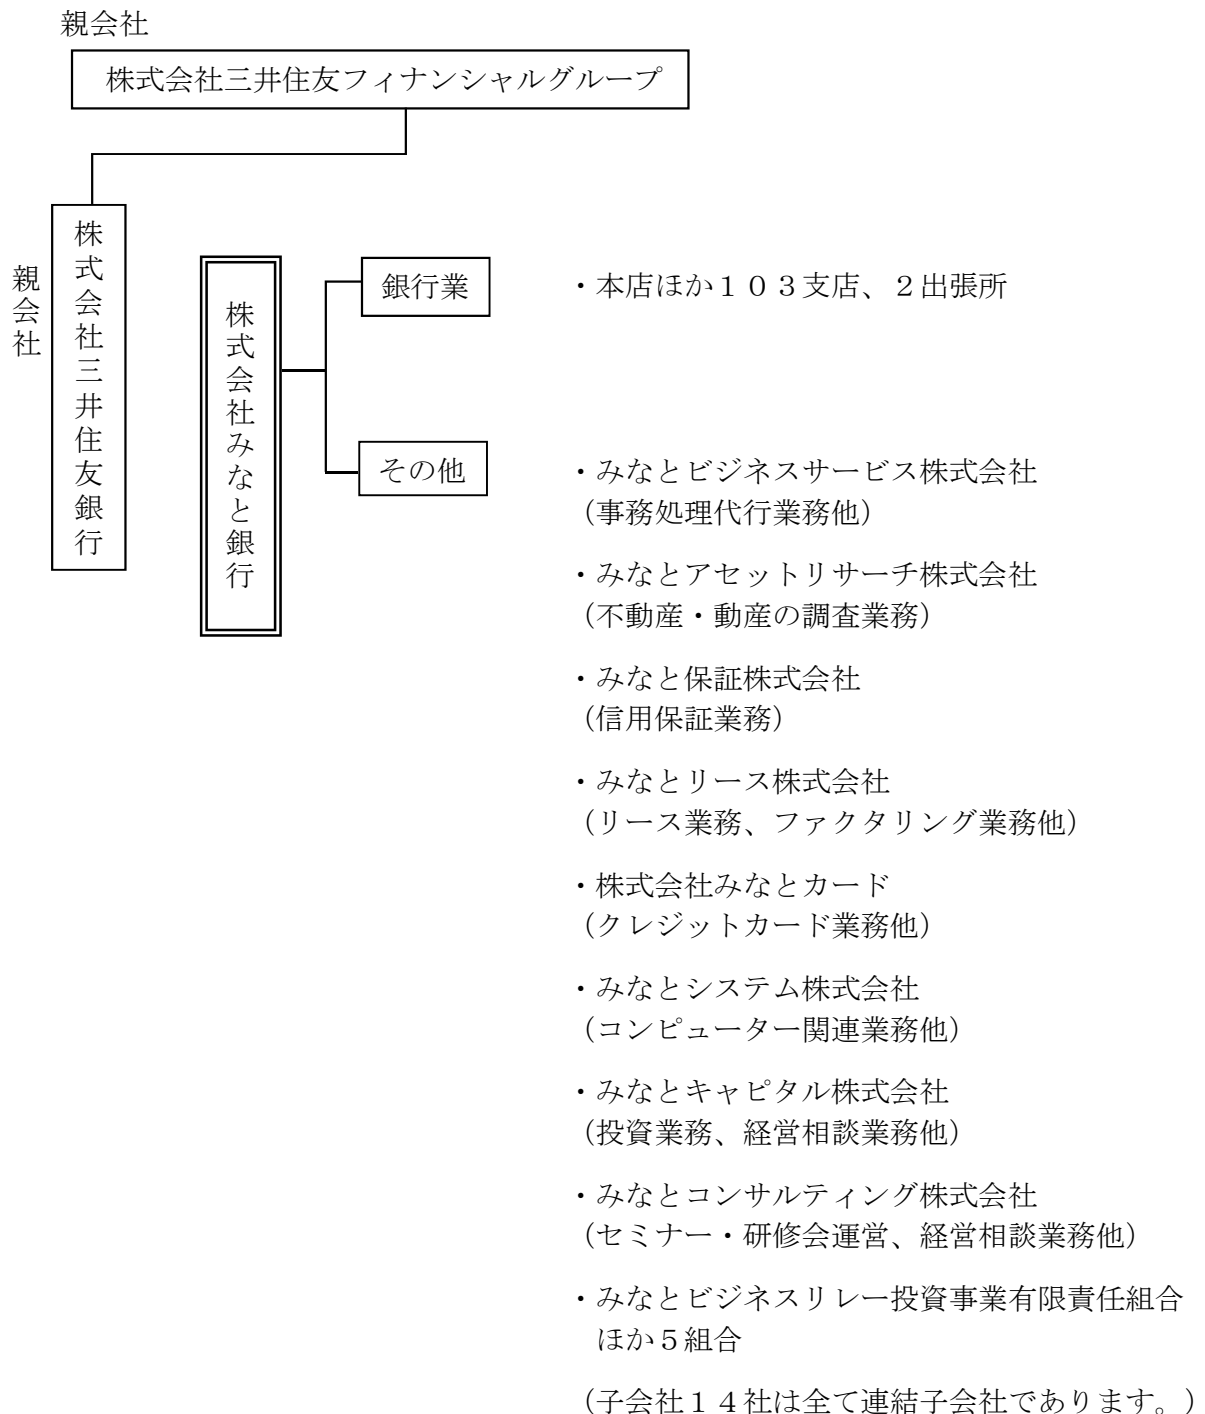 親会社
株式会社三井住友フィナンシャルグループ
親会社
株式会社三井住友銀行
株式会社みなと銀行
銀行業
・本店ほか１０３支店、２出張所
その他
・みなとビジネスサービス株式会社
（事務処理代行業務他）
・みなとアセットリサーチ株式会社
（不動産・動産の調査業務）
・みなと保証株式会社
（信用保証業務）
・みなとリース株式会社
（リース業務、ファクタリング業務他）
・株式会社みなとカード
（クレジットカード業務他）
・みなとシステム株式会社
（コンピューター関連業務他）
・みなとキャピタル株式会社
（投資業務、経営相談業務他）
・みなとコンサルティング株式会社
（セミナー・研修会運営、経営相談業務他）
・みなとビジネスリレー投資事業有限責任組合
ほか５組合
（子会社１４社は全て連結子会社であります。）